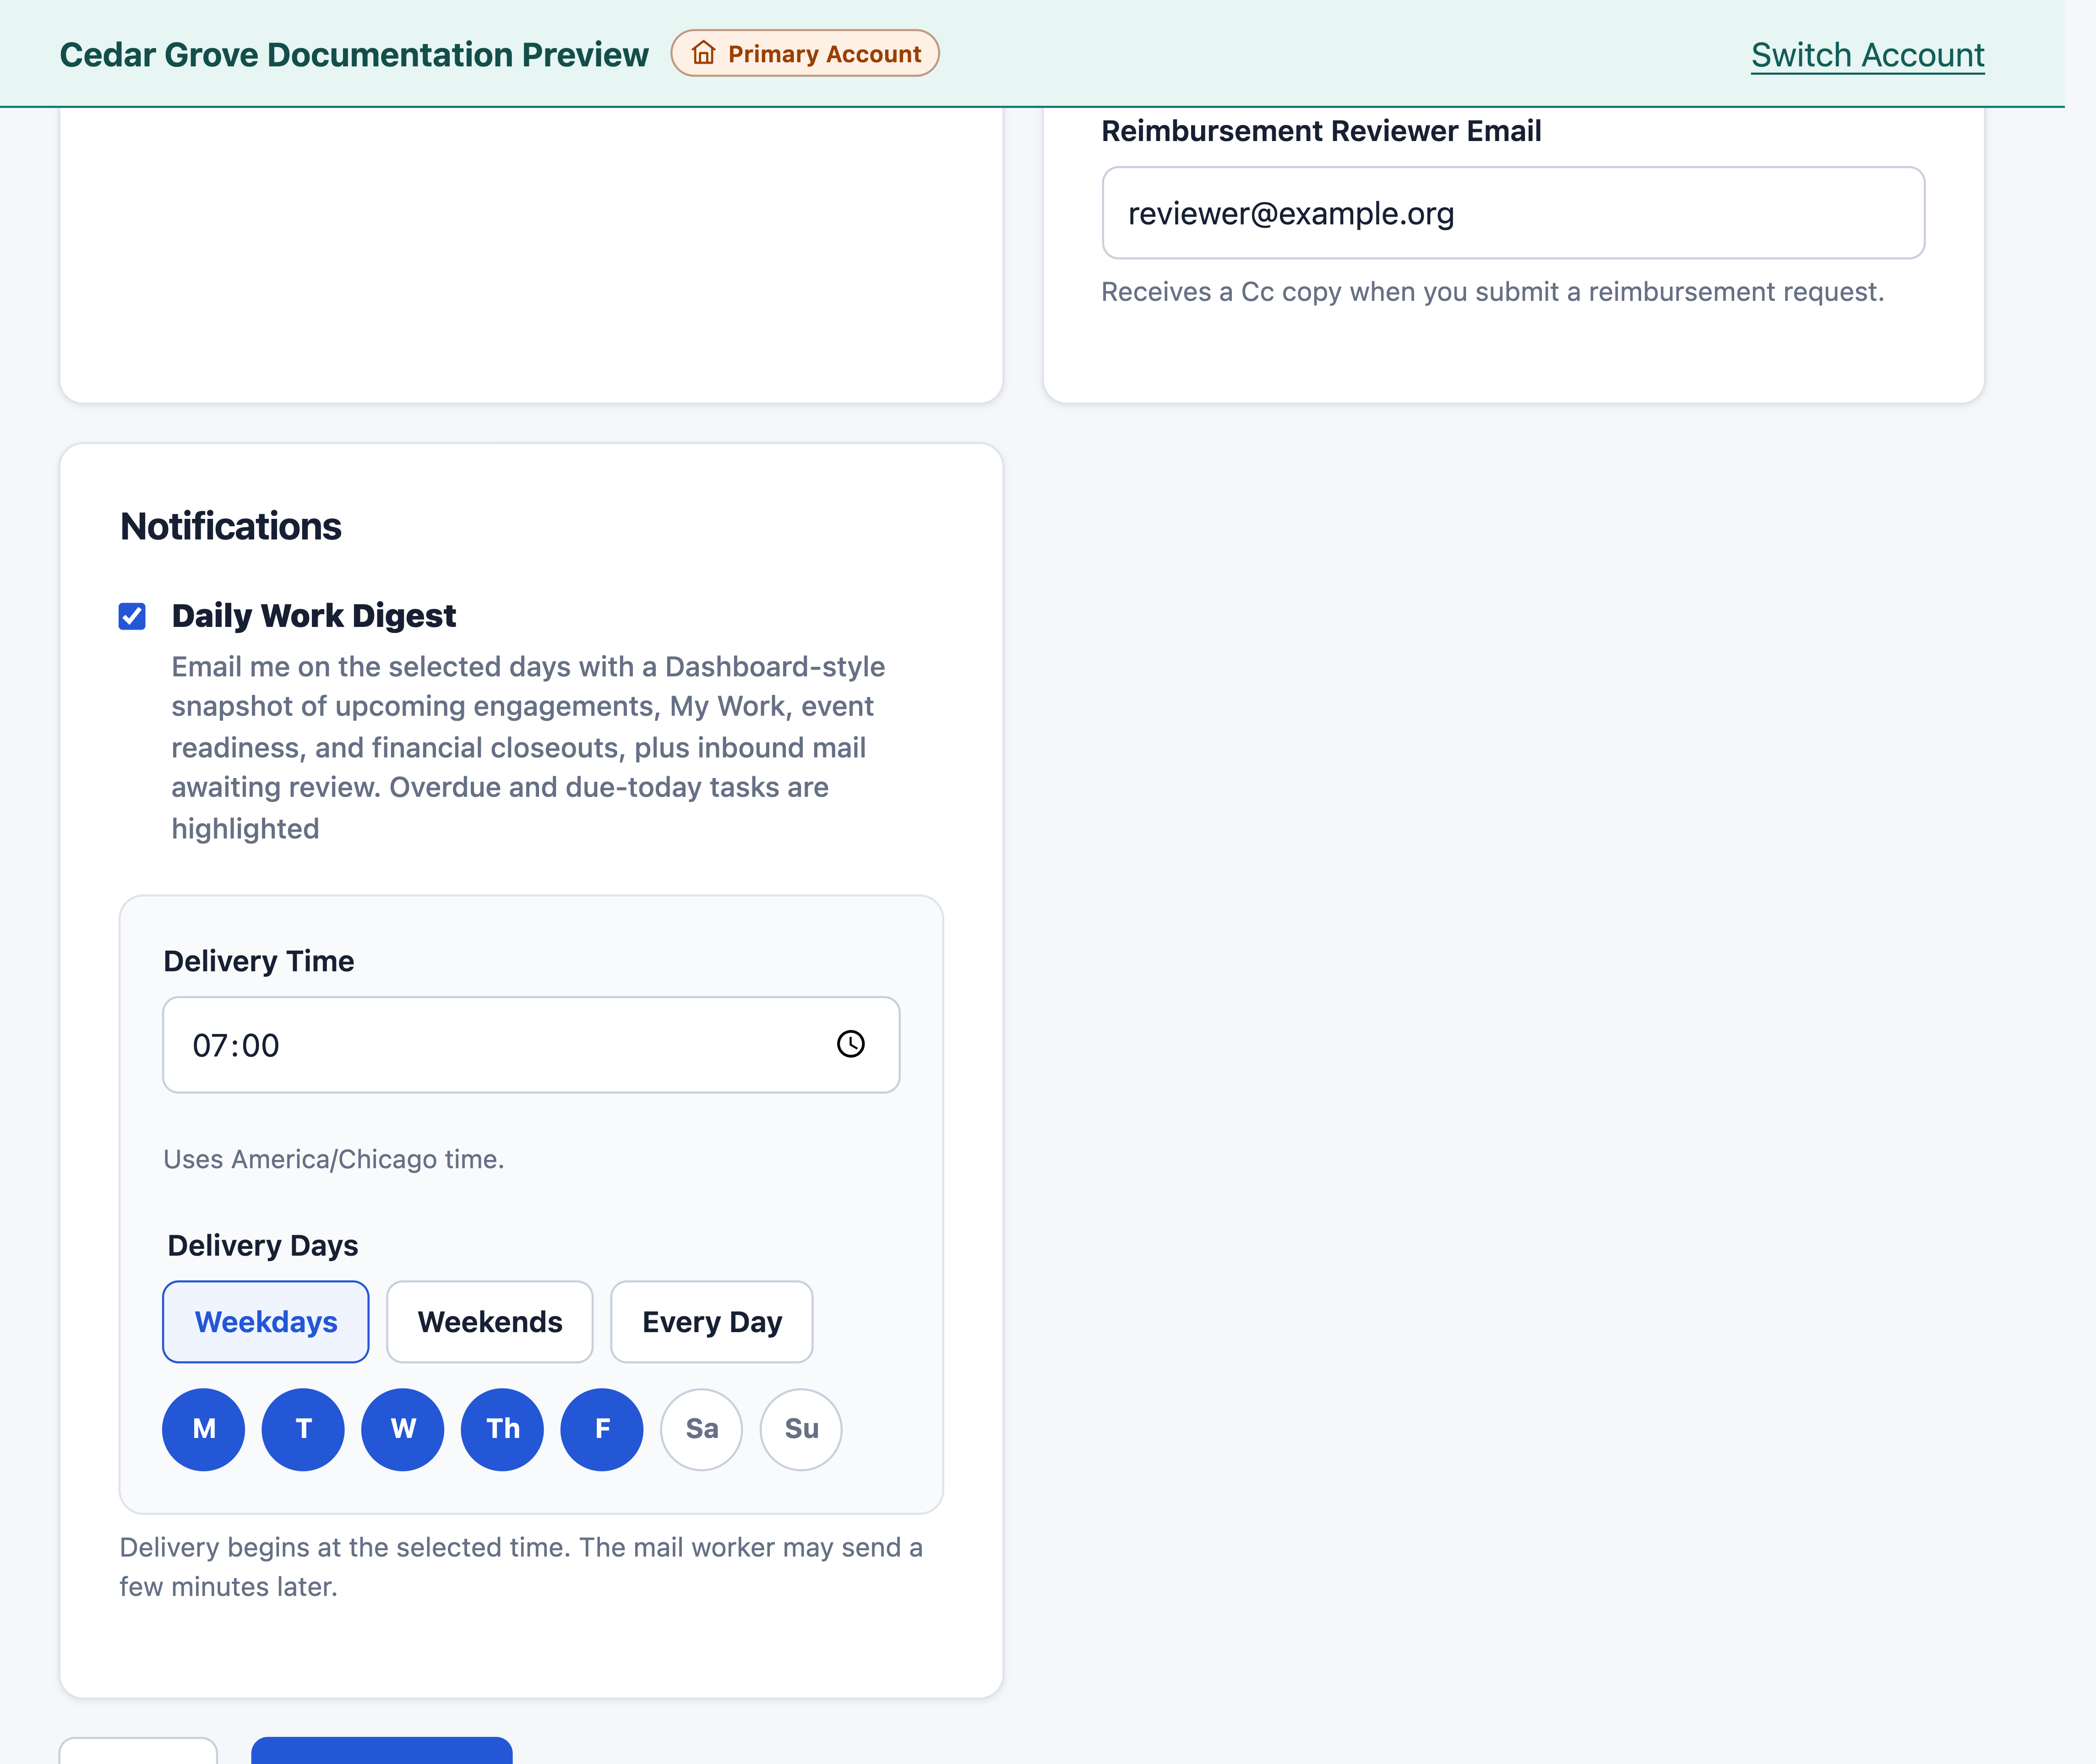 Cedar Grove Documentation Preview
Primary Account
Switch Account
Reimbursement Reviewer Email
reviewer@example.org
Receives a Cc copy when you submit a reimbursement request.
Notifications
Daily Work Digest
Email me on the selected days with a Dashboard-style
snapshot of upcoming engagements, My Work, event
readiness, and financial closeouts, plus inbound mail
awaiting review. Overdue and due-today tasks are
highlighted
Delivery Time
07:00
Uses America/Chicago time.
Delivery Days
Weekdays Weekends Every Day
M T W Th F Sa Su
Delivery begins at the selected time. The mail worker may send a
few minutes later.